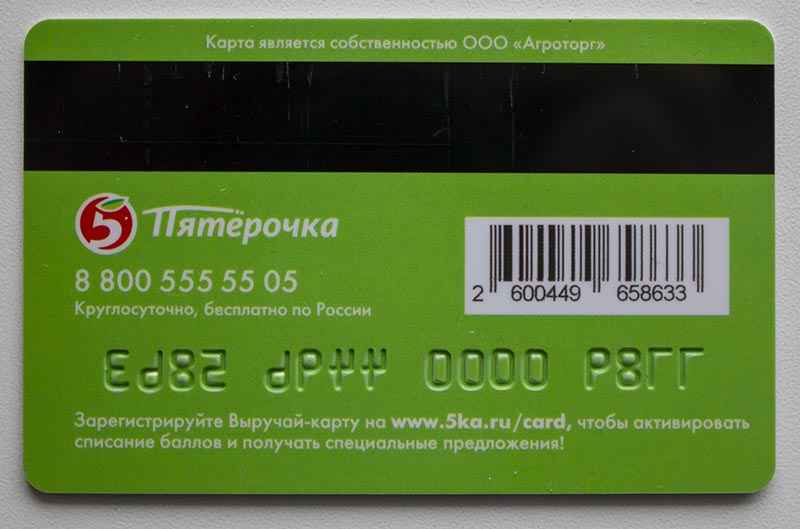 Карта является собственностью ООО «Агроторг»
5 Пятёрочка
8 800 555 55 05
Круглосуточно, бесплатно по России
2 600449 658633
Зарегистрируйте Выручай-карту на www.5ka.ru/card, чтобы активировать
списание баллов и получать специальные предложения!